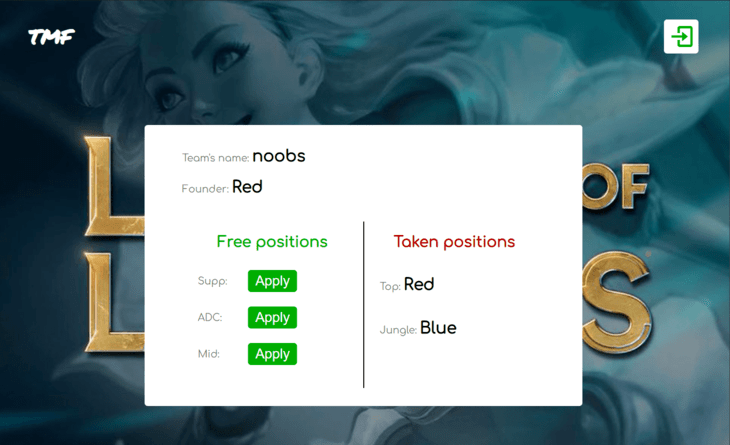 TMF
Team's name: noobs
Founder: Red
L OF
L S
Free positions
Supp: Apply
ADC: Apply
Mid: Apply
Taken positions
Top: Red
Jungle: Blue